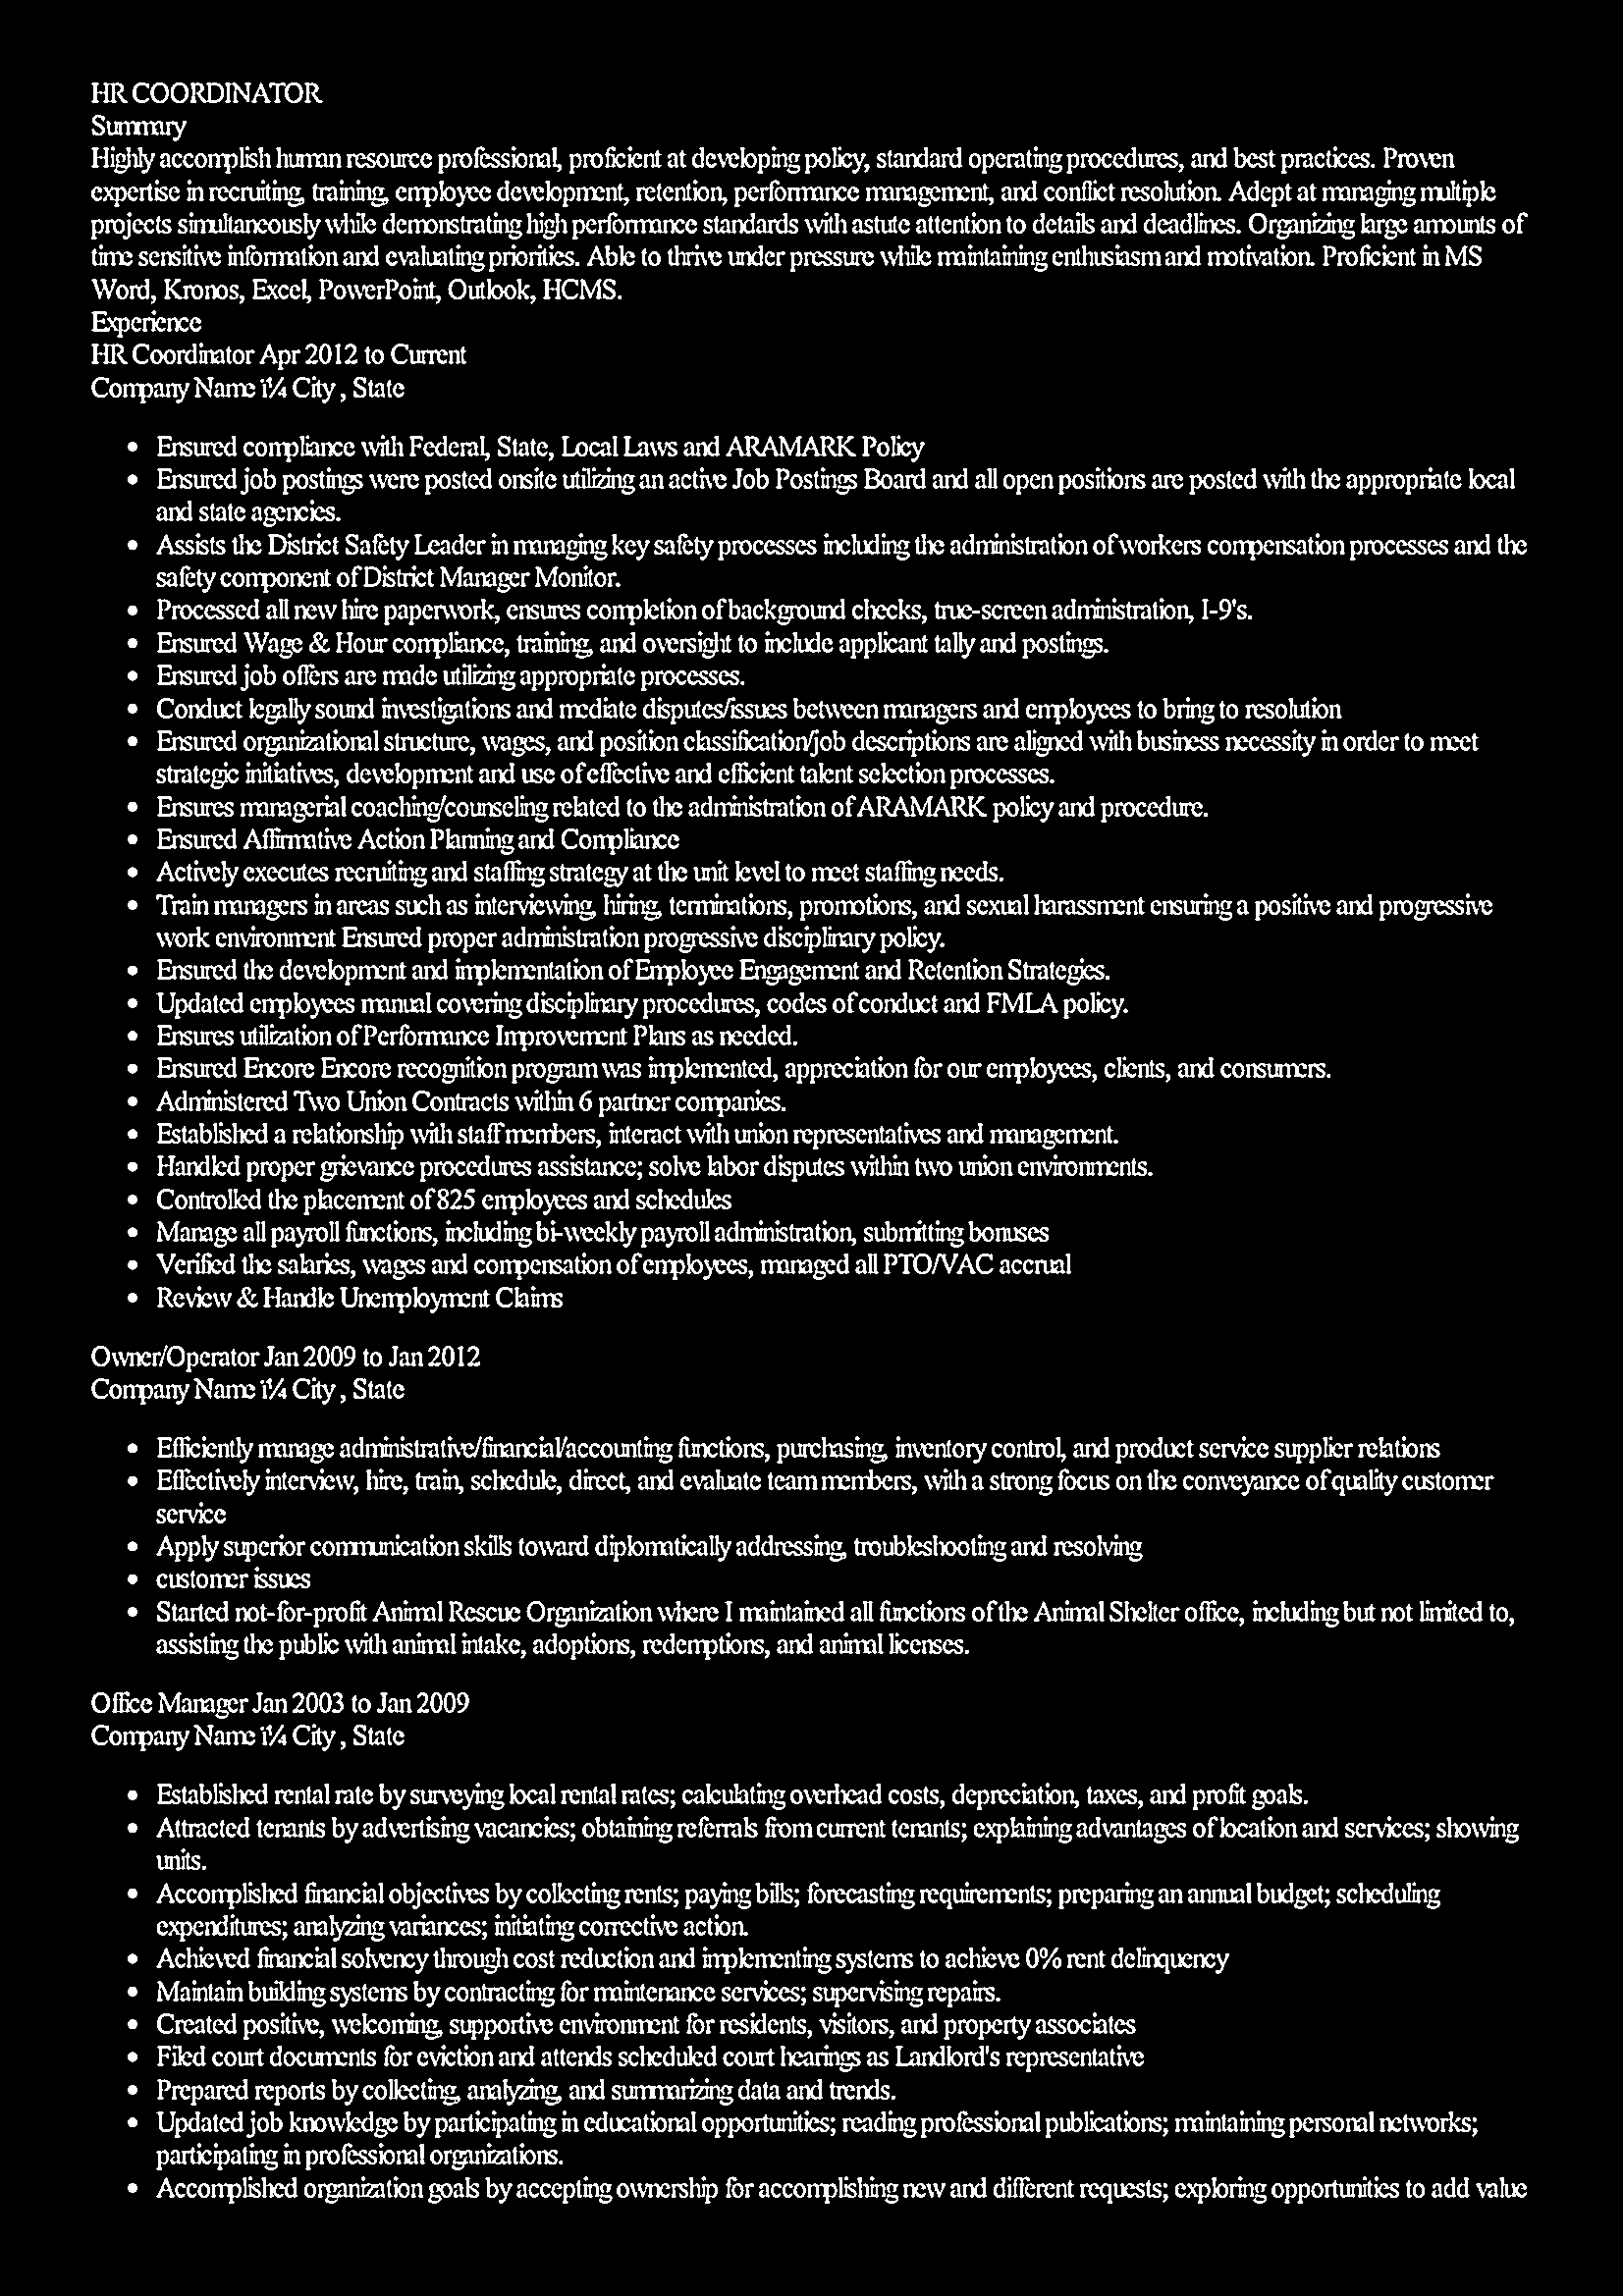 HR COORDINATOR
Summary
Highly accomplish human resource professional, proficient at developing policy, standard operating procedures, and best practices. Proven
expertise in recruiting, training, employee development, retention, performance management, and conflict resolution. Adept at managing multiple
projects simultaneously while demonstrating high performance standards with astute attention to details and deadlines. Organizing large amounts of
time sensitive information and evaluating priorities. Able to thrive under pressure while maintaining enthusiasm and motivation. Proficient in MS
Word, Kronos, Excel, PowerPoint, Outlook, HCMS.
Experience
HR Coordinator Apr 2012 to Current
Company Name ï¼ City , State
• Ensured compliance with Federal, State, Local Laws and ARAMARK Policy
• Ensured job postings were posted onsite utilizing an active Job Postings Board and all open positions are posted with the appropriate local
and state agencies.
• Assists the District Safety Leader in managing key safety processes including the administration of workers compensation processes and the
safety component of District Manager Monitor.
• Processed all new hire paperwork, ensures completion of background checks, true-screen administration, I-9's.
• Ensured Wage & Hour compliance, training, and oversight to include applicant tally and postings.
• Ensured job offers are made utilizing appropriate processes.
• Conduct legally sound investigations and mediate disputes/issues between managers and employees to bring to resolution
• Ensured organizational structure, wages, and position classification/job descriptions are aligned with business necessity in order to meet
strategic initiatives, development and use of effective and efficient talent selection processes.
• Ensures managerial coaching/counseling related to the administration of ARAMARK policy and procedure.
• Ensured Affirmative Action Planning and Compliance
• Actively executes recruiting and staffing strategy at the unit level to meet staffing needs.
• Train managers in areas such as interviewing, hiring, terminations, promotions, and sexual harassment ensuring a positive and progressive
work environment Ensured proper administration progressive disciplinary policy.
• Ensured the development and implementation of Employee Engagement and Retention Strategies.
• Updated employees manual covering disciplinary procedures, codes of conduct and FMLA policy.
• Ensures utilization of Performance Improvement Plans as needed.
• Ensured Encore Encore recognition program was implemented, appreciation for our employees, clients, and consumers.
• Administered Two Union Contracts within 6 partner companies.
• Established a relationship with staff members, interact with union representatives and management.
• Handled proper grievance procedures assistance; solve labor disputes within two union environments.
• Controlled the placement of 825 employees and schedules
• Manage all payroll functions, including bi-weekly payroll administration, submitting bonuses
• Verified the salaries, wages and compensation of employees, managed all PTO/VAC accrual
• Review & Handle Unemployment Claims
Owner/Operator Jan 2009 to Jan 2012
Company Name ï¼ City , State
• Efficiently manage administrative/financial/accounting functions, purchasing, inventory control, and product service supplier relations
• Effectively interview, hire, train, schedule, direct, and evaluate team members, with a strong focus on the conveyance of quality customer
service
• Apply superior communication skills toward diplomatically addressing, troubleshooting and resolving
• customer issues
• Started not-for-profit Animal Rescue Organization where I maintained all functions of the Animal Shelter office, including but not limited to,
assisting the public with animal intake, adoptions, redemptions, and animal licenses.
Office Manager Jan 2003 to Jan 2009
Company Name ï¼ City , State
• Established rental rate by surveying local rental rates; calculating overhead costs, depreciation, taxes, and profit goals.
• Attracted tenants by advertising vacancies; obtaining referrals from current tenants; explaining advantages of location and services; showing
units.
• Accomplished financial objectives by collecting rents; paying bills; forecasting requirements; preparing an annual budget; scheduling
expenditures; analyzing variances; initiating corrective action.
• Achieved financial solvency through cost reduction and implementing systems to achieve 0% rent delinquency
• Maintain building systems by contracting for maintenance services; supervising repairs.
• Created positive, welcoming, supportive environment for residents, visitors, and property associates
• Filed court documents for eviction and attends scheduled court hearings as Landlord's representative
• Prepared reports by collecting, analyzing, and summarizing data and trends.
• Updated job knowledge by participating in educational opportunities; reading professional publications; maintaining personal networks;
participating in professional organizations.
• Accomplished organization goals by accepting ownership for accomplishing new and different requests; exploring opportunities to add value